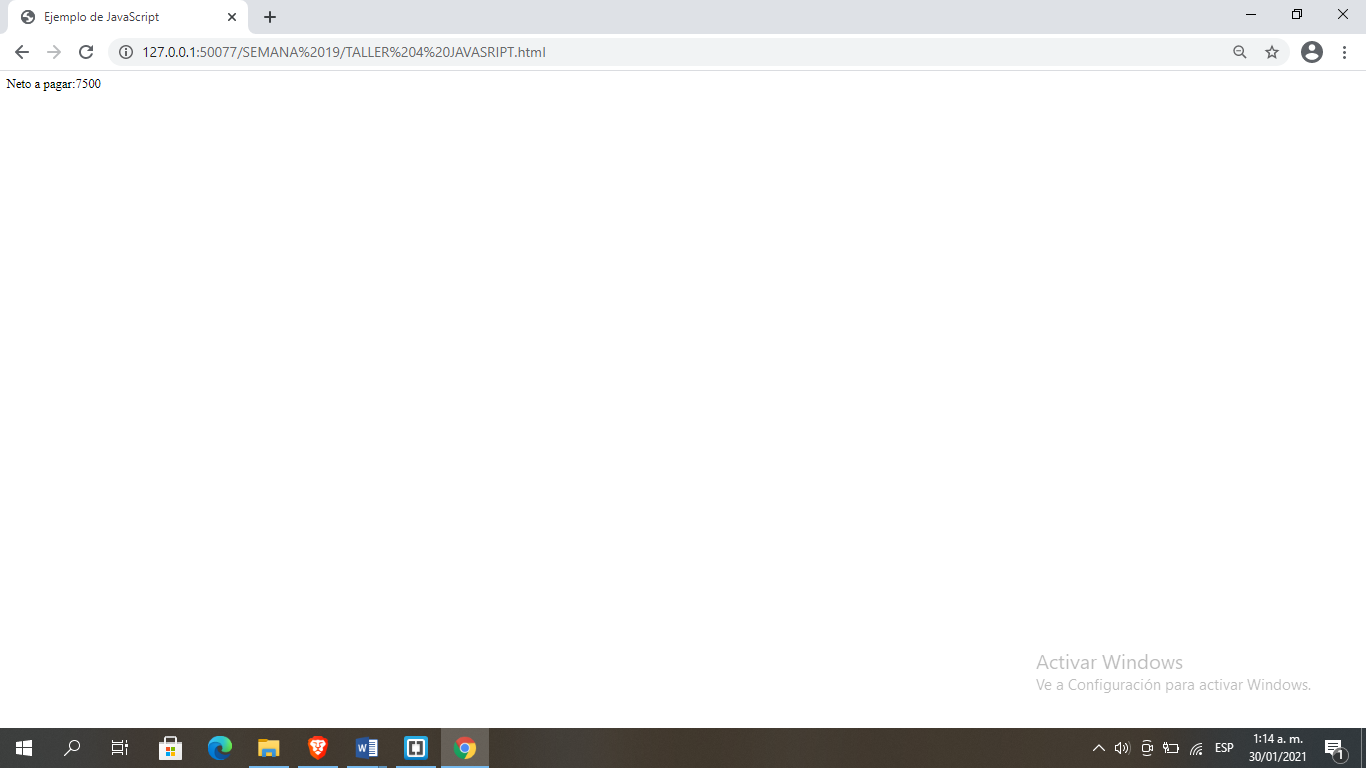 Ejemplo de JavaScript
127.0.0.1:50077/SEMANA%2019/TALLER%204%20JAVASRIPT.html
Neto a pagar:7500
Activar Windows
Ve a Configuración para activar Windows.
ESP
1:14 a. m.
30/01/2021
1